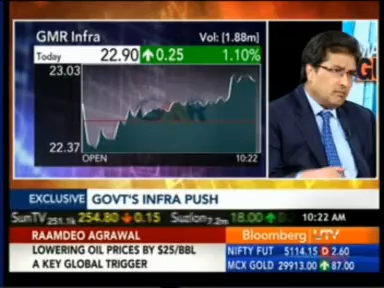 GMR Infra
Vol: [1.88m]
Today
22.90
0.25
1.10%
23.03
22.37
OPEN
10:22
EXCLUSIVE
GOVT'S INFRA PUSH
SunTV 251.1k 254.80 0.15 Suzlon 7.2m 18.00
10:22 AM
RAAMDEO AGRAWAL
LOWERING OIL PRICES BY $25/BBL
A KEY GLOBAL TRIGGER
Bloomberg UTV
NIFTY FUT 5114.15 D 2.60
MCX GOLD 29913.00 87.00